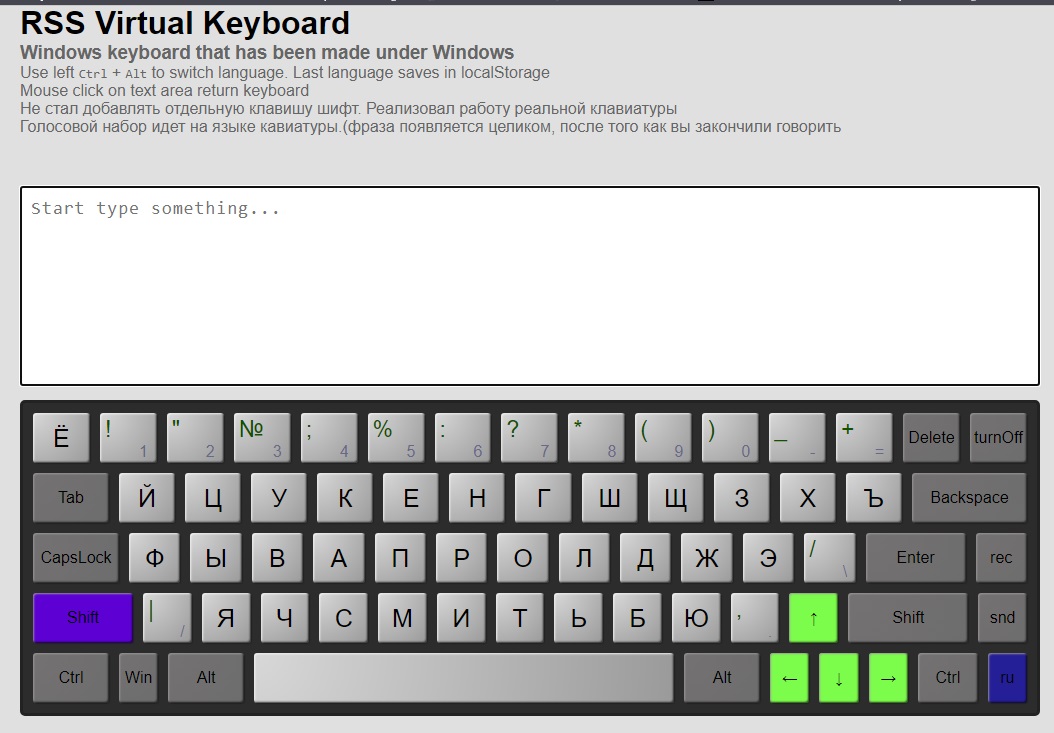 RSS Virtual Keyboard
Windows keyboard that has been made under Windows
Use left Ctrl + Alt to switch language. Last language saves in localStorage
Mouse click on text area return keyboard
Не стал добавлять отдельную клавишу шифт. Реализовал работу реальной клавиатуры
Голосовой набор идет на языке кавиатуры.(фраза появляется целиком, после того как вы закончили говорить
Start type something...
Ё ! 1 " 2 № 3 ; 4 % 5 : 6 ? 7 * 8 ( 9 ) 0 _ - + = Delete turnOff
Tab Й Ц У К Е Н Г Ш Щ З Х Ъ Backspace
CapsLock Ф Ы В А П Р О Л Д Ж Э / \ Enter rec
Shift | / Я Ч С М И Т Ь Б Ю , . ↑ Shift snd
Ctrl Win Alt Alt ← ↓ → Ctrl ru